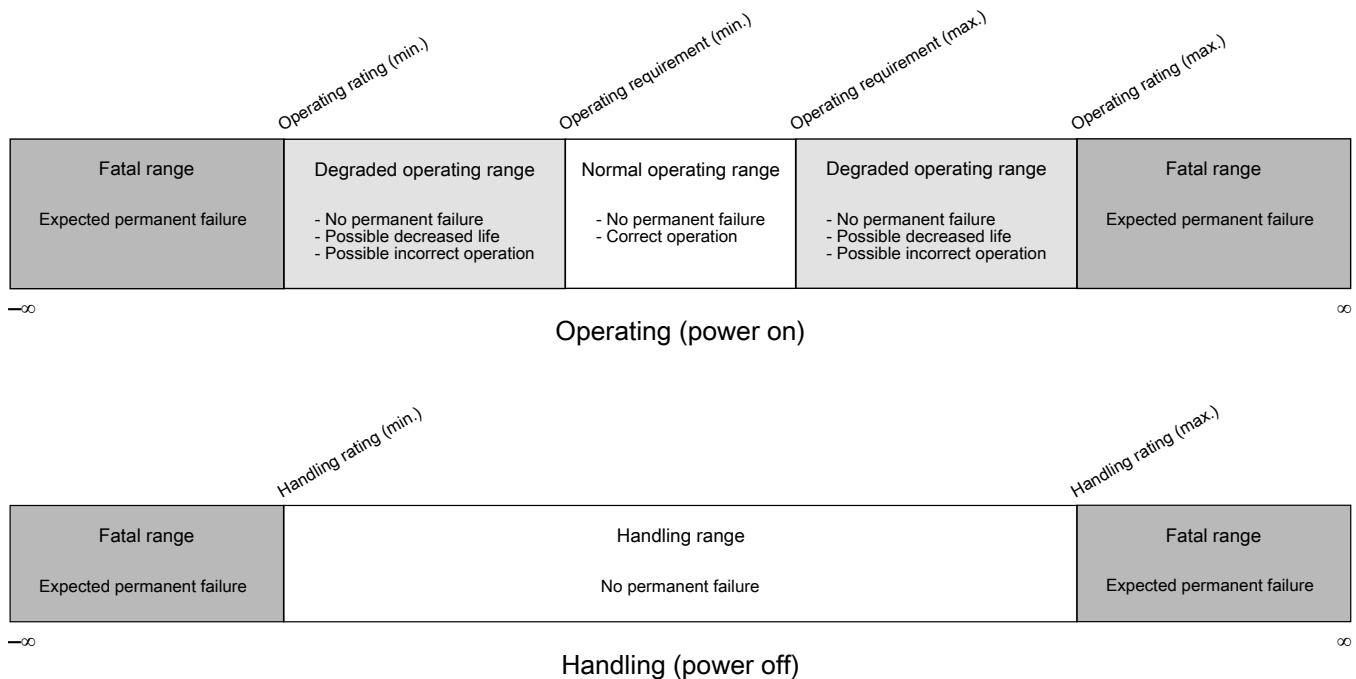 Operating rating (min.)
Operating requirement (min.)
Operating requirement (max.)
Operating rating (max.)
Fatal range
Expected permanent failure
Degraded operating range
- No permanent failure
- Possible decreased life
- Possible incorrect operation
Normal operating range
- No permanent failure
- Correct operation
Degraded operating range
- No permanent failure
- Possible decreased life
- Possible incorrect operation
Fatal range
Expected permanent failure
–∞
∞
Operating (power on)
Handling rating (min.)
Handling rating (max.)
Fatal range
Expected permanent failure
Handling range
No permanent failure
Fatal range
Expected permanent failure
–∞
∞
Handling (power off)